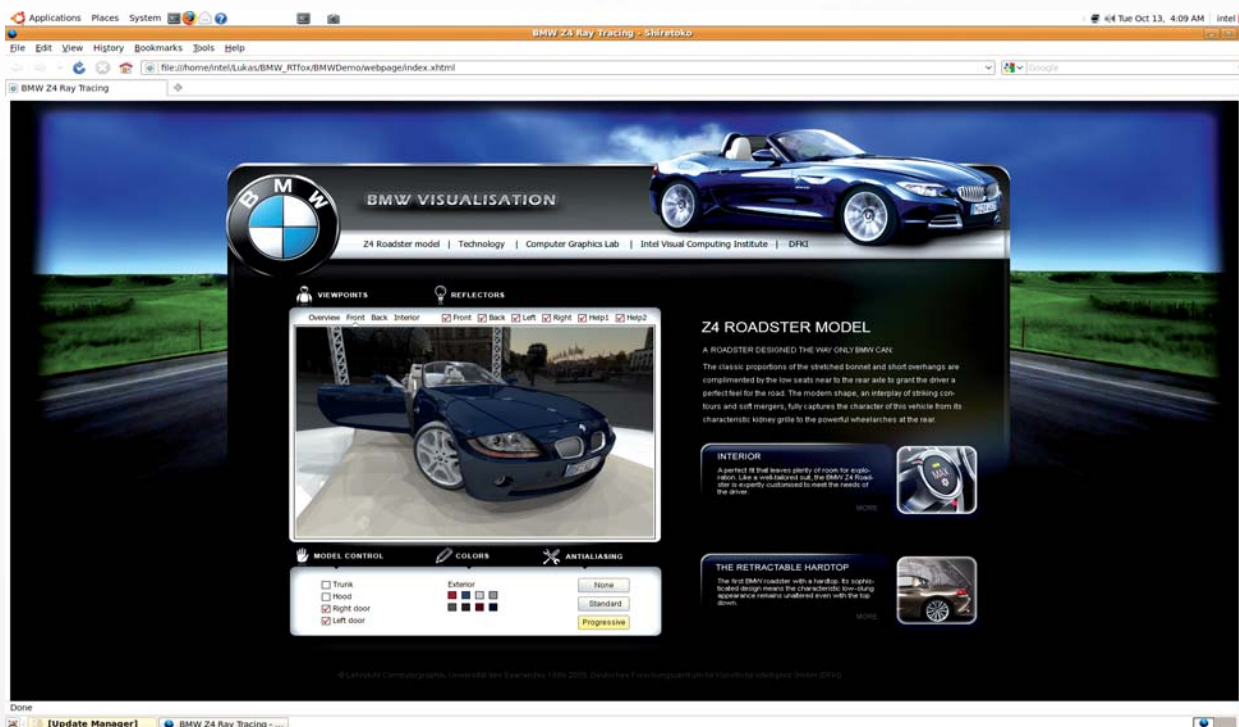 Applications Places System
Tue Oct 13, 4:09 AM intel
BMW Z4 Ray Tracing - Shiretoko
File Edit View History Bookmarks Tools Help
file:///home/intel/Lukas/BMW_RTfox/BMWDemo/webpage/index.xhtml
Google
BMW Z4 Ray Tracing
BMW
BMW VISUALISATION
Z4 Roadster model | Technology | Computer Graphics Lab | Intel Visual Computing Institute | DFKI
VIEWPOINTS REFLECTORS
Overview Front Back Interior Front Back Left Right Help1 Help2
Z4 ROADSTER MODEL
A ROADSTER DESIGNED THE WAY ONLY BMW CAN:
The classic proportions of the stretched bonnet and short overhangs are
complimented by the low seats near to the rear axle to grant the driver a
perfect feel for the road. The modern shape, an interplay of striking con-
tours and soft mergers, fully captures the character of this vehicle from its
characteristic kidney grille to the powerful wheelarches at the rear.
INTERIOR
A perfect fit that leaves plenty of room for explo-
ration. Like a well-tailored suit, the BMW Z4 Road-
ster is expertly customised to meet the needs of
the driver.
MORE
MAX
THE RETRACTABLE HARDTOP
The first BMW roadster with a hardtop. Its sophis-
ticated design means the characteristic low-slung
appearance remains unaltered even with the top
down.
MORE
MODEL CONTROL COLORS ANTIALIASING
Trunk
Hood
Right door
Left door
Exterior
None
Standard
Progressive
Done
[Update Manager] BMW Z4 Ray Tracing - ...